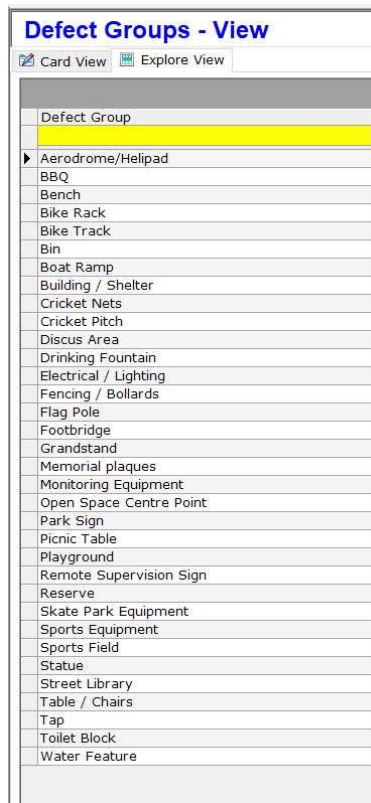 Defect Groups - View
Card View Explore View
Defect Group
Aerodrome/Helipad
BBQ
Bench
Bike Rack
Bike Track
Bin
Boat Ramp
Building / Shelter
Cricket Nets
Cricket Pitch
Discus Area
Drinking Fountain
Electrical / Lighting
Fencing / Bollards
Flag Pole
Footbridge
Grandstand
Memorial plaques
Monitoring Equipment
Open Space Centre Point
Park Sign
Picnic Table
Playground
Remote Supervision Sign
Reserve
Skate Park Equipment
Sports Equipment
Sports Field
Statue
Street Library
Table / Chairs
Tap
Toilet Block
Water Feature